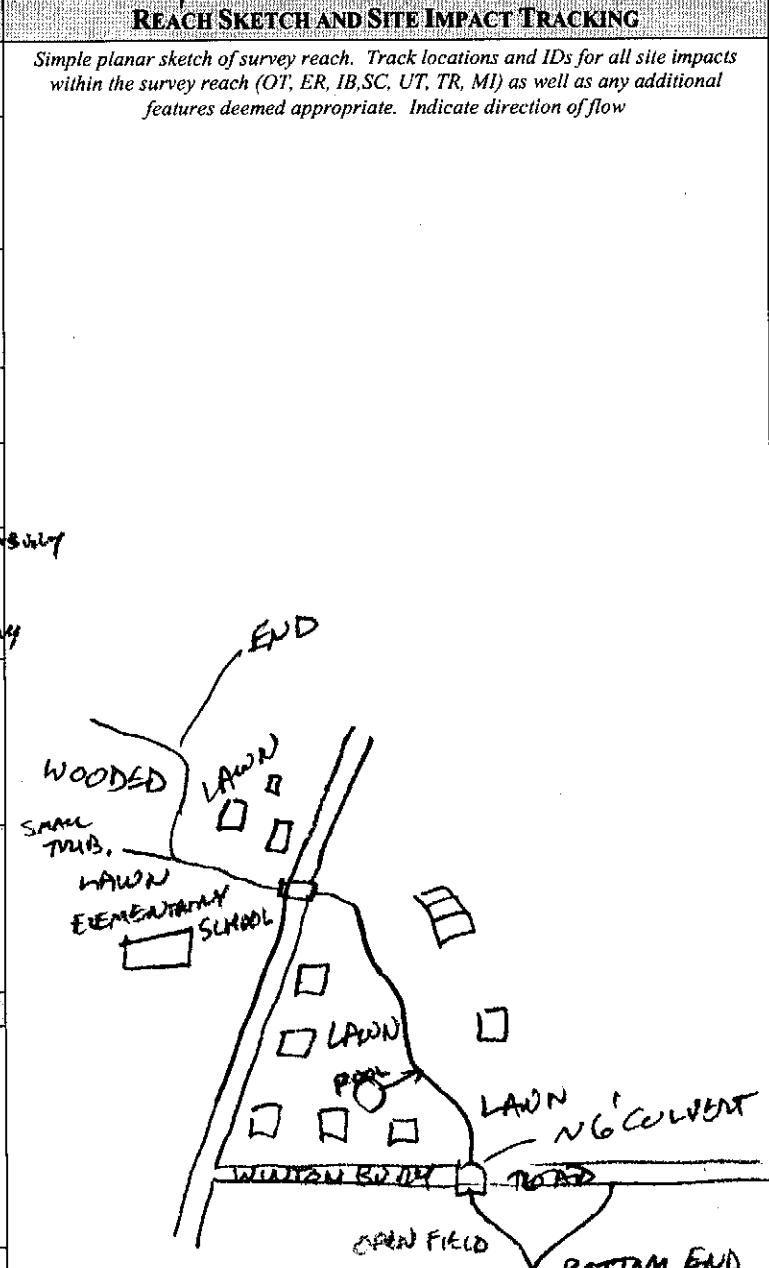 REACH SKETCH AND SITE IMPACT TRACKING
Simple planar sketch of survey reach. Track locations and IDs for all site impacts
within the survey reach (OT, ER, IB,SC, UT, TR, MI) as well as any additional
features deemed appropriate. Indicate direction of flow
END
WOODED
LAWN
SMALL
TRIB.
LAWN
ELEMENTARY
SCHOOL
LAWN
POOL
LAWN
~6' CULVERT
WINTONBURY ROAD
OPEN FIELD
BOTTOM END